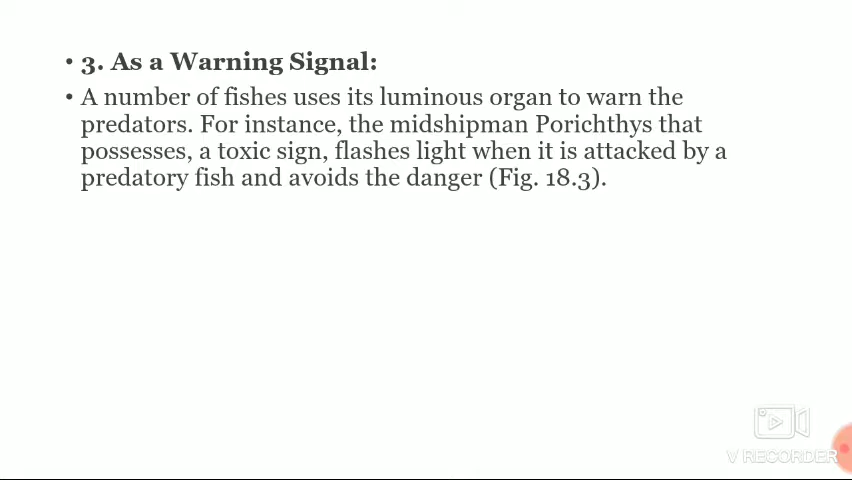 • 3. As a Warning Signal:
• A number of fishes uses its luminous organ to warn the
predators. For instance, the midshipman Porichthys that
possesses, a toxic sign, flashes light when it is attacked by a
predatory fish and avoids the danger (Fig. 18.3).
V RECORDER